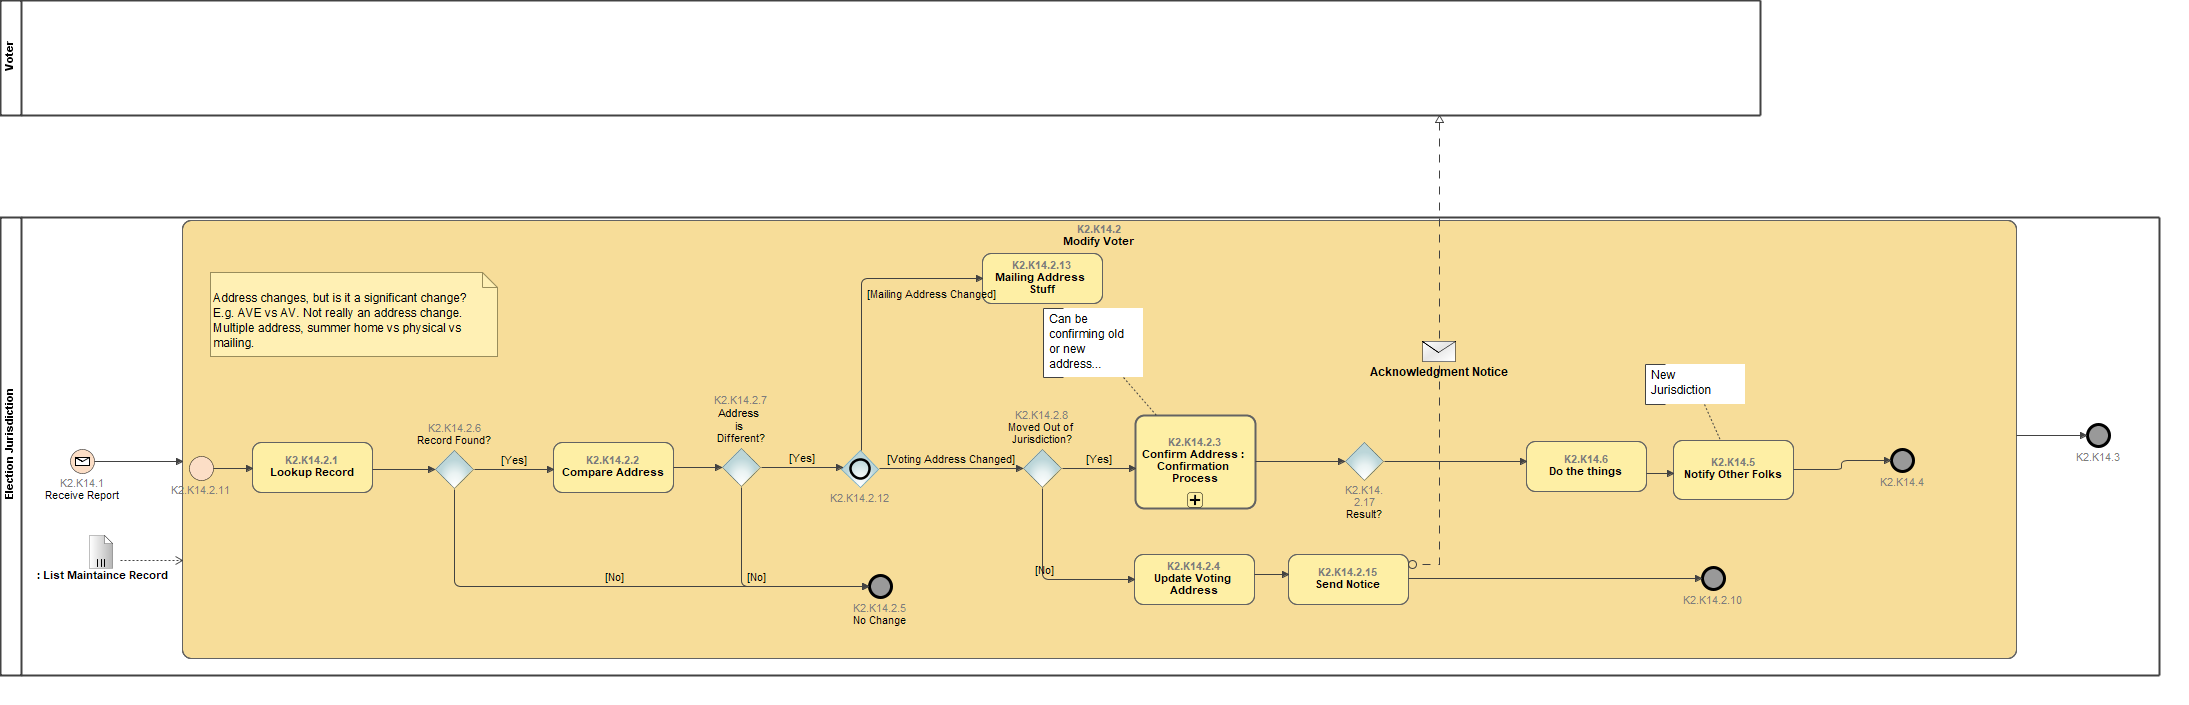 Voter
Election Jurisdiction
K2.K14.2
Modify Voter
Address changes, but is it a significant change?
E.g. AVE vs AV. Not really an address change.
Multiple address, summer home vs physical vs
mailing.
K2.K14.2.13
Mailing Address
Stuff
[Mailing Address Changed]
Can be
confirming old
or new
address...
Acknowledgment Notice
New
Jurisdiction
K2.K14.1
Receive Report
: List Maintaince Record
K2.K14.2.11
K2.K14.2.1
Lookup Record
K2.K14.2.6
Record Found?
[Yes]
[No]
K2.K14.2.2
Compare Address
K2.K14.2.7
Address
is
Different?
[Yes]
[No]
K2.K14.2.12
[Voting Address Changed]
K2.K14.2.8
Moved Out of
Jurisdiction?
[Yes]
[No]
K2.K14.2.3
Confirm Address :
Confirmation
Process
K2.K14.
2.17
Result?
K2.K14.6
Do the things
K2.K14.5
Notify Other Folks
K2.K14.4
K2.K14.3
K2.K14.2.5
No Change
K2.K14.2.4
Update Voting
Address
K2.K14.2.15
Send Notice
K2.K14.2.10